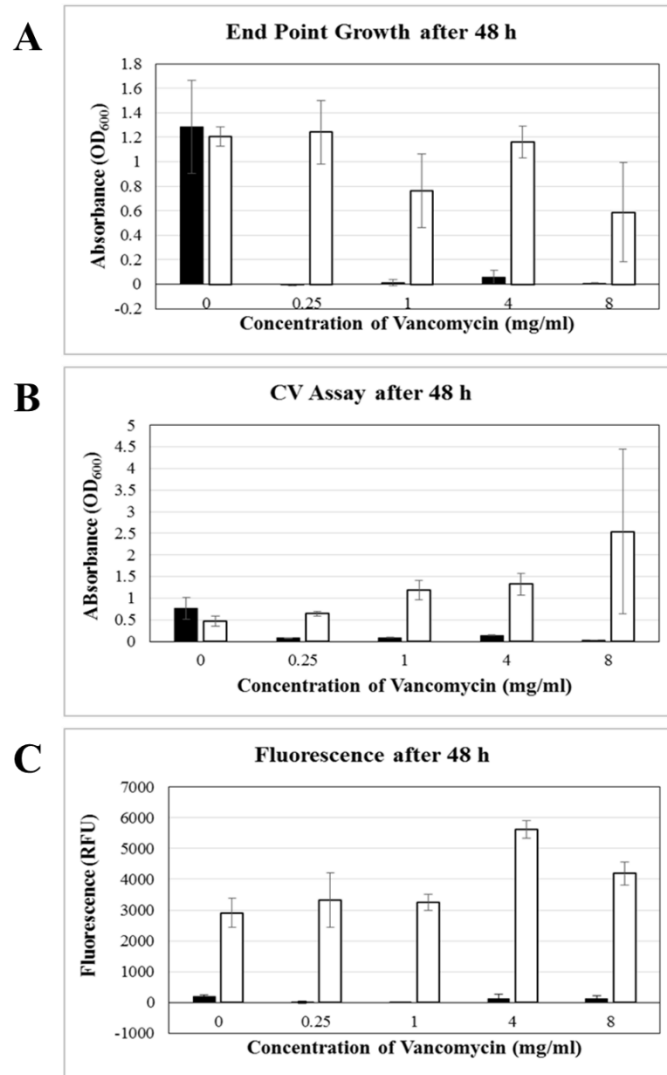 A
End Point Growth after 48 h
Absorbance (OD600)
1.8
1.6
1.4
1.2
1
0.8
0.6
0.4
0.2
0
-0.2
0 0.25 1 4 8
Concentration of Vancomycin (mg/ml)
B
CV Assay after 48 h
ABsorbance (OD600)
5
4.5
4
3.5
3
2.5
2
1.5
1
0.5
0
0 0.25 1 4 8
Concentration of Vancomycin (mg/ml)
C
Fluorescence after 48 h
Fluorescence (RFU)
7000
6000
5000
4000
3000
2000
1000
0
-1000
0 0.25 1 4 8
Concentration of Vancomycin (mg/ml)